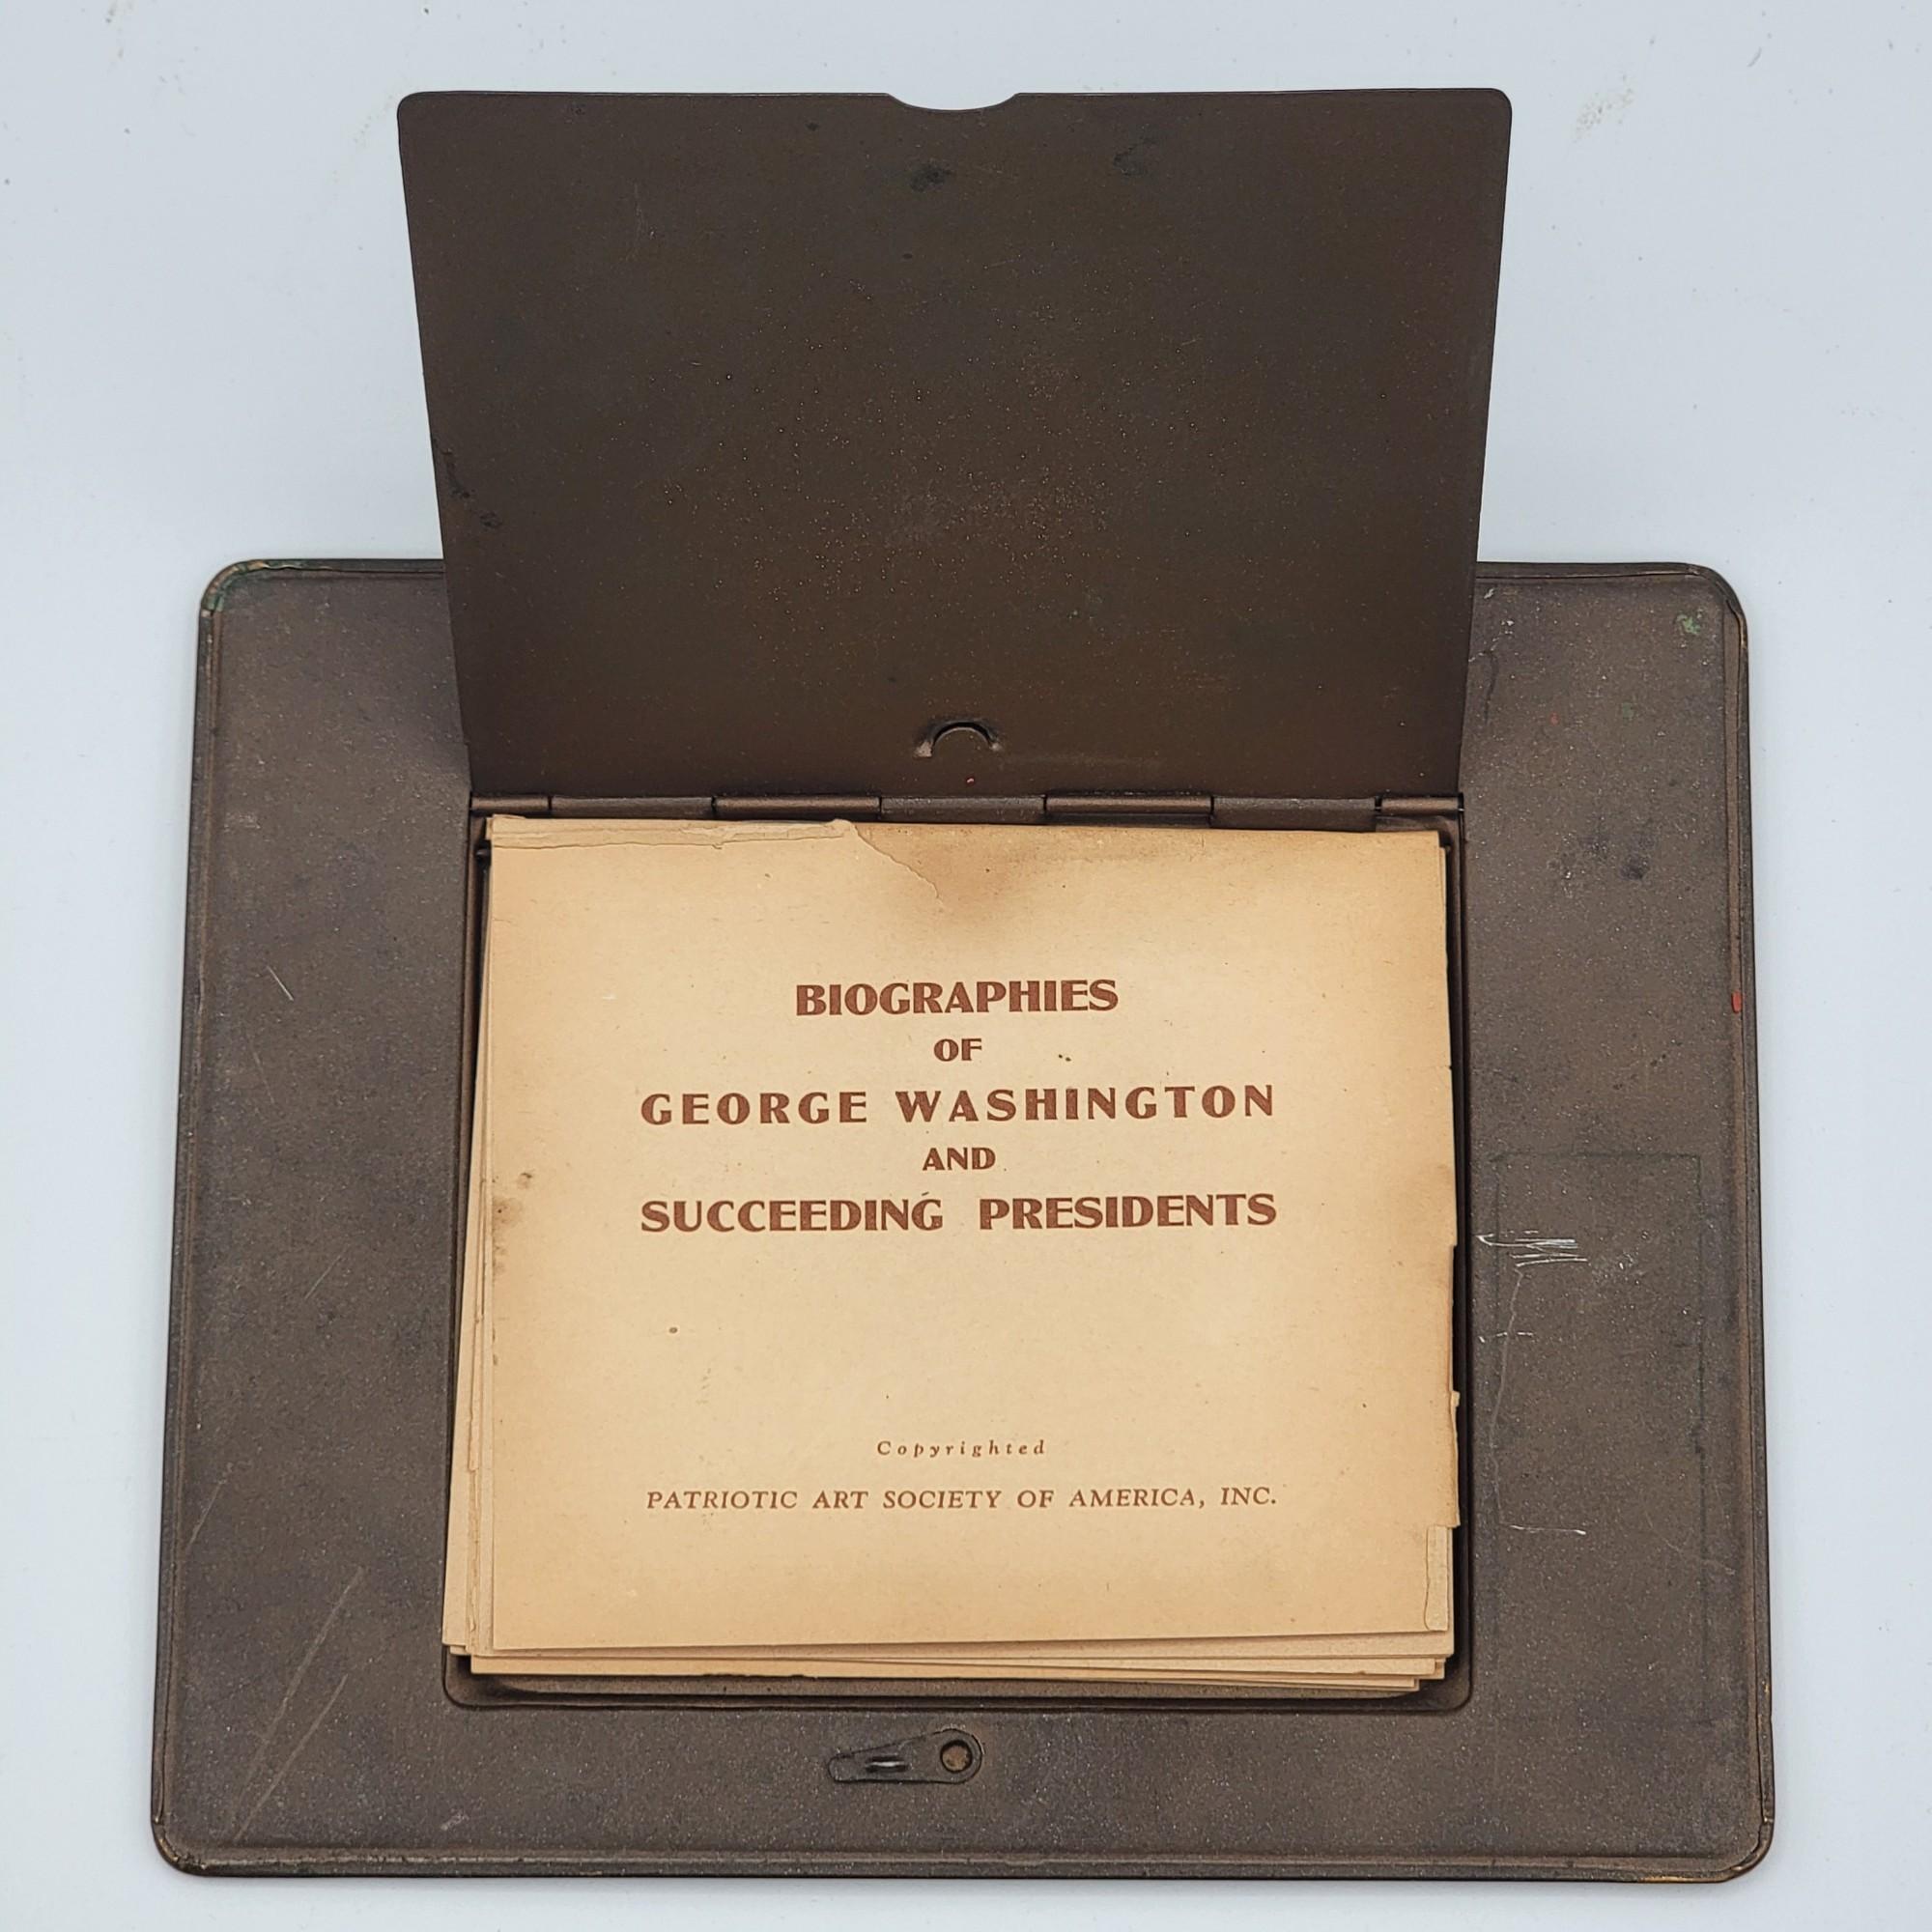 BIOGRAPHIES
OF
GEORGE WASHINGTON
AND
SUCCEEDING PRESIDENTS
Copyrighted
PATRIOTIC ART SOCIETY OF AMERICA, INC.